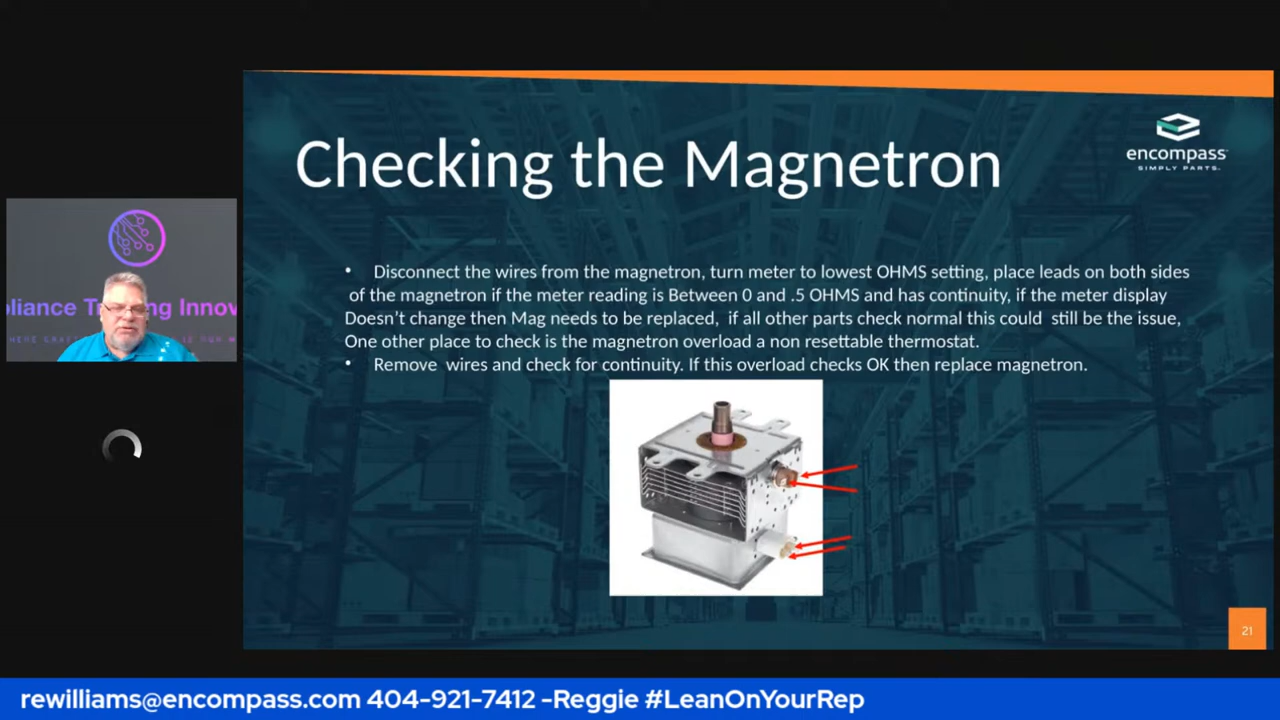 Checking the Magnetron
encompass
SIMPLY PARTS.
• Disconnect the wires from the magnetron, turn meter to lowest OHMS setting, place leads on both sides
of the magnetron if the meter reading is Between 0 and .5 OHMS and has continuity, if the meter display
Doesn't change then Mag needs to be replaced, if all other parts check normal this could still be the issue,
One other place to check is the magnetron overload a non resettable thermostat.
• Remove wires and check for continuity. If this overload checks OK then replace magnetron.
pliance Training Innov
21
rewilliams@encompass.com 404-921-7412 -Reggie #LeanOnYourRep